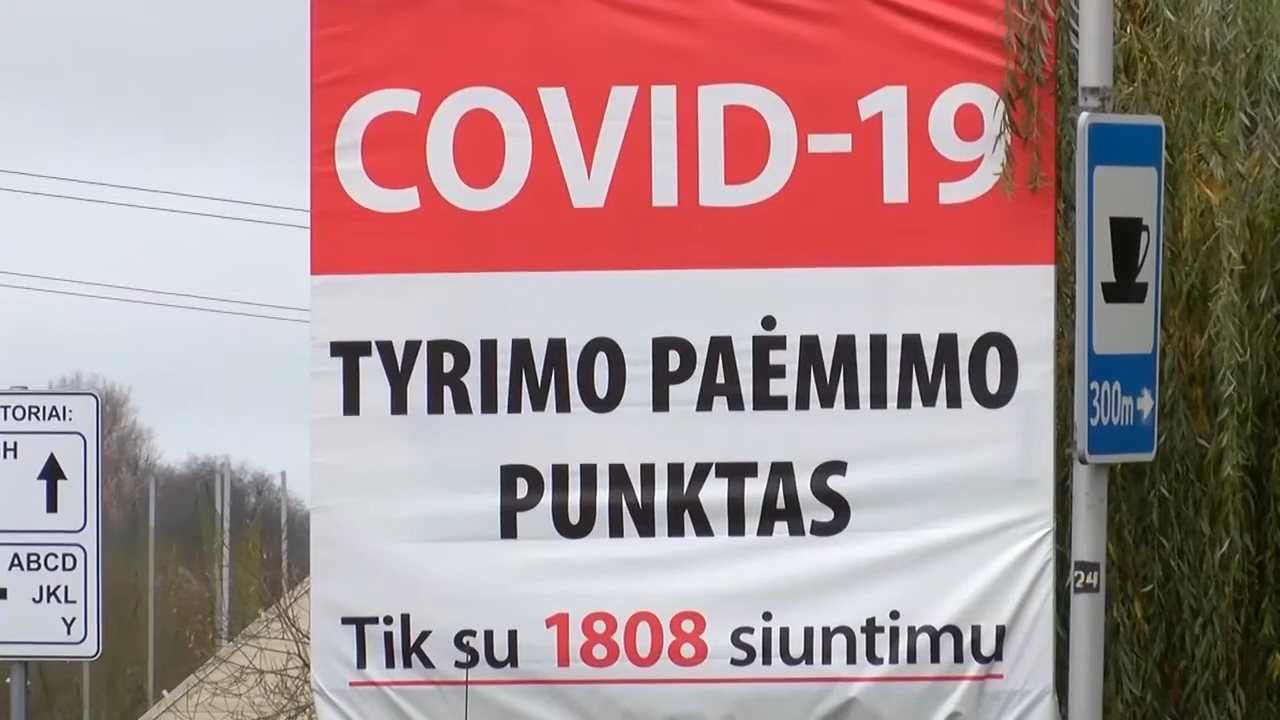 COVID-19
TYRIMO PAĖMIMO
PUNKTAS
Tik su 1808 siuntimu
300m
24
TORIAI:
H
ABCD
JKL
Y